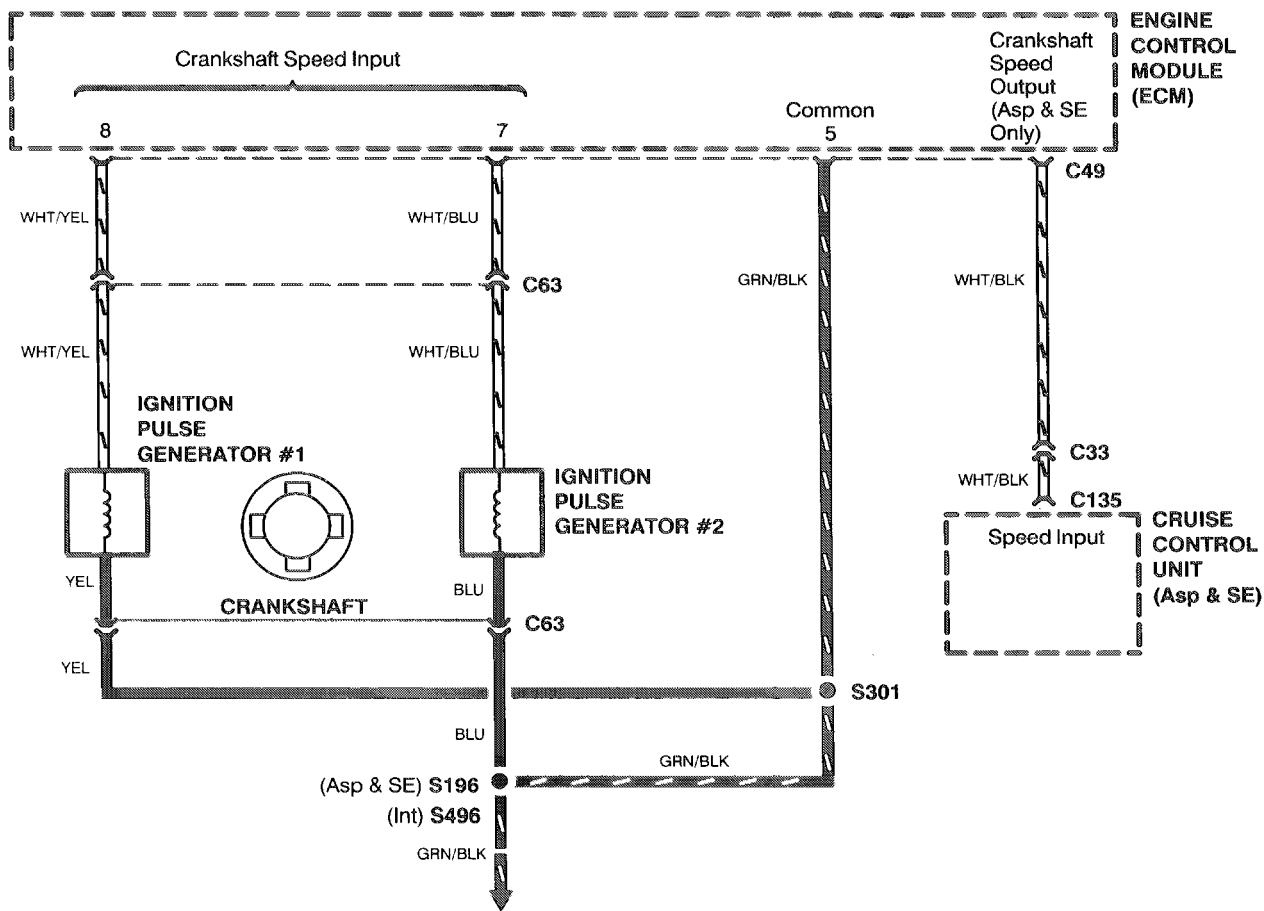 ENGINE
CONTROL
MODULE
(ECM)
Crankshaft Speed Input
Crankshaft
Speed
Output
(Asp & SE
Only)
Common
8
7
5
C49
WHT/YEL
WHT/BLU
GRN/BLK
WHT/BLK
C63
WHT/YEL
WHT/BLU
IGNITION
PULSE
GENERATOR #1
IGNITION
PULSE
GENERATOR #2
C33
WHT/BLK
C135
Speed Input
CRUISE
CONTROL
UNIT
(Asp & SE)
YEL
BLU
CRANKSHAFT
C63
YEL
S301
BLU
GRN/BLK
(Asp & SE) S196
(Int) S496
GRN/BLK